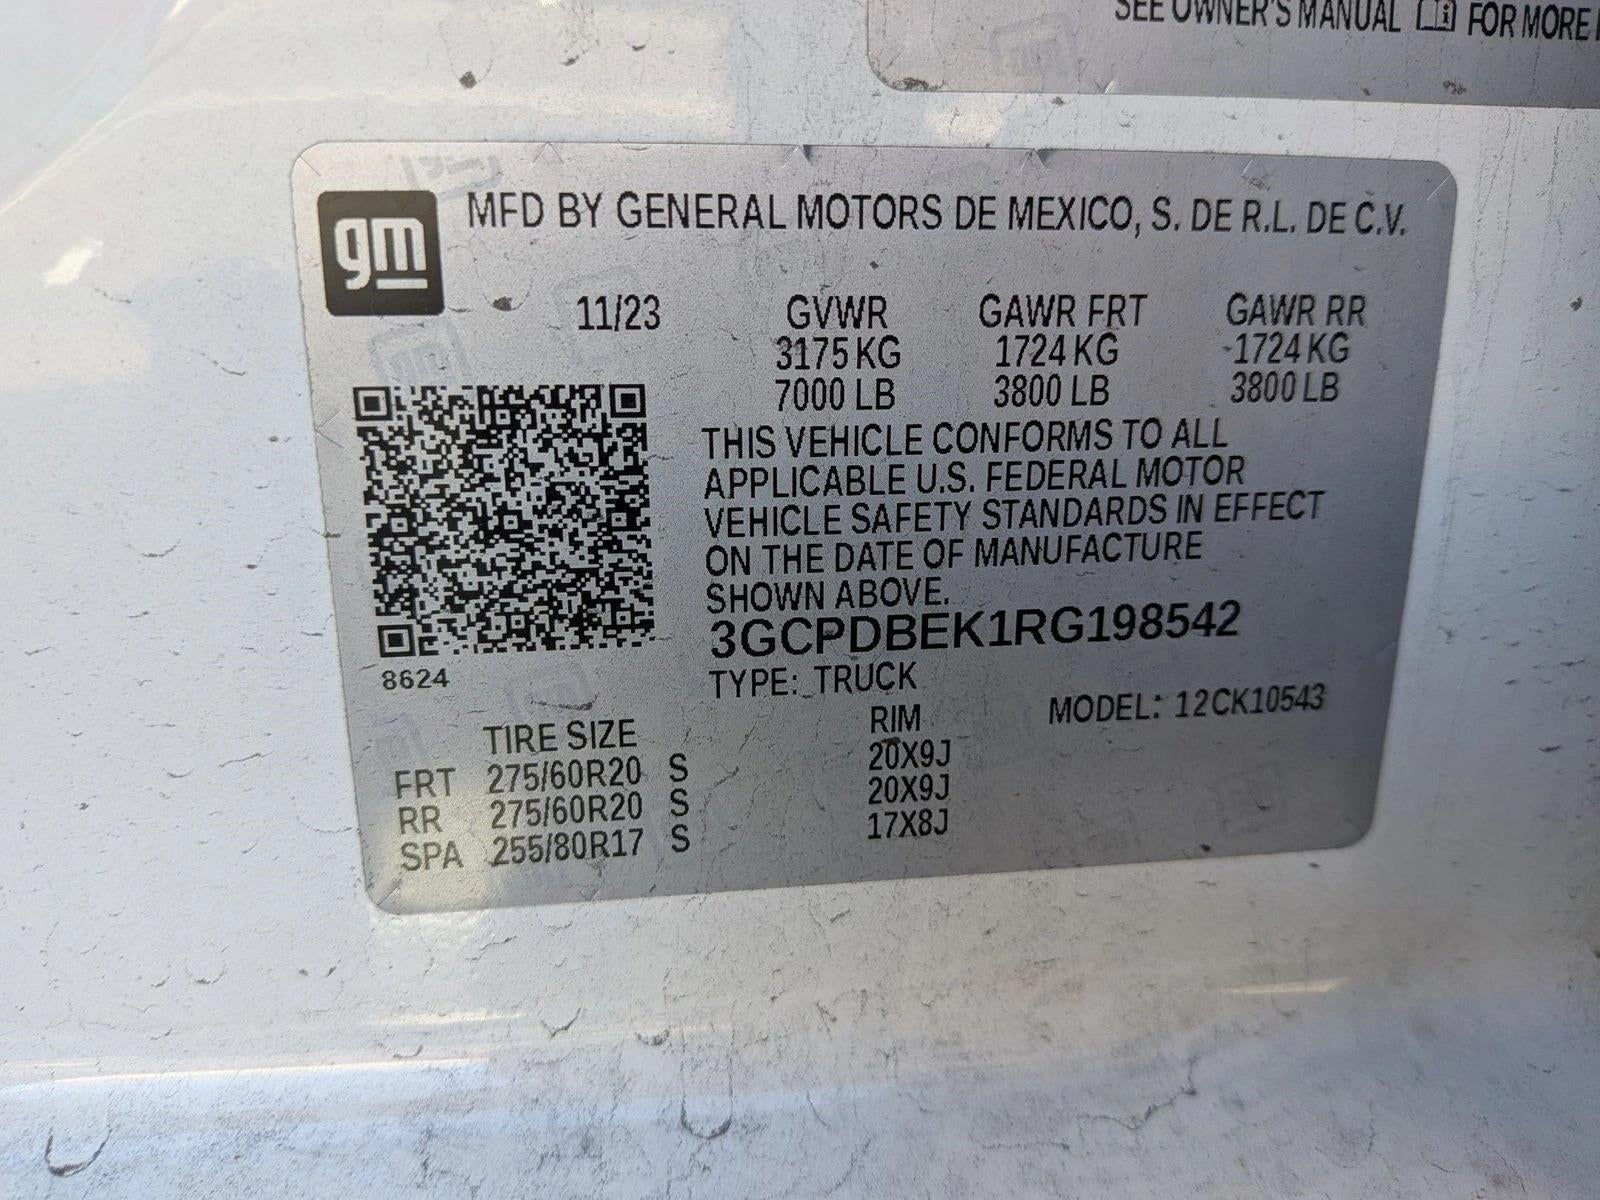 SEE OWNER'S MANUAL FOR MORE
gm
MFD BY GENERAL MOTORS DE MEXICO, S. DE R.L. DE C.V.
11/23 GVWR GAWR FRT GAWR RR
3175 KG 1724 KG 1724 KG
7000 LB 3800 LB 3800 LB
THIS VEHICLE CONFORMS TO ALL
APPLICABLE U.S. FEDERAL MOTOR
VEHICLE SAFETY STANDARDS IN EFFECT
ON THE DATE OF MANUFACTURE
SHOWN ABOVE.
3GCPDBEK1RG198542
8624
TYPE: TRUCK
MODEL: 12CK10543
TIRE SIZE RIM
FRT 275/60R20 S 20X9J
RR 275/60R20 S 20X9J
SPA 255/80R17 S 17X8J